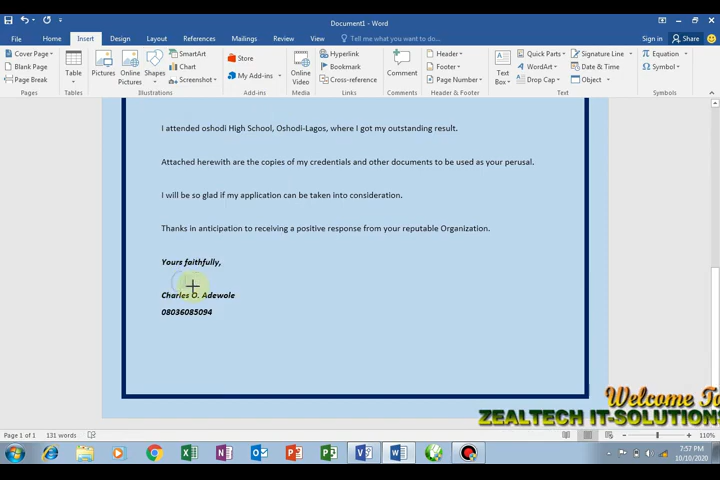 Document1 - Word
File Home Insert Design Layout References Mailings Review View Tell me what you want to do
Sign in Share
Cover Page SmartArt Store Hyperlink Header Quick Parts Signature Line Equation
Blank Page Table Pictures Online Pictures Shapes Chart My Add-ins Online Video Bookmark Comment Footer Text Box WordArt Date & Time Symbol
Page Break Screenshot Cross-reference Page Number Drop Cap Object
Pages Tables Illustrations Add-ins Media Links Comments Header & Footer Text Symbols
I attended oshodi High School, Oshodi-Lagos, where I got my outstanding result.
Attached herewith are the copies of my credentials and other documents to be used as your perusal.
I will be so glad if my application can be taken into consideration.
Thanks in anticipation to receiving a positive response from your reputable Organization.
Yours faithfully,
Charles O. Adewole
08036085094
Welcome To
ZEALTECH IT-SOLUTIONS
Page 1 of 1 131 words 110%
7:57 PM
10/10/2020